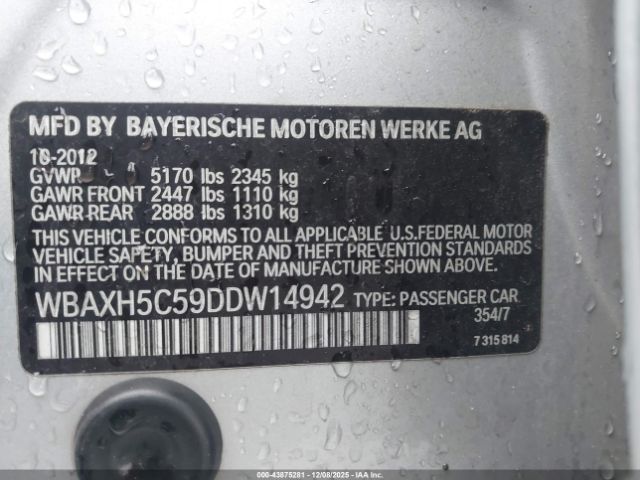 MFD BY BAYERISCHE MOTOREN WERKE AG
10-2012
GVWR 5170 lbs 2345 kg
GAWR FRONT 2447 lbs 1110 kg
GAWR REAR 2888 lbs 1310 kg
THIS VEHICLE CONFORMS TO ALL APPLICABLE U.S.FEDERAL MOTOR
VEHICLE SAFETY, BUMPER AND THEFT PREVENTION STANDARDS
IN EFFECT ON THE DATE OF MANUFACTURE SHOWN ABOVE.
WBAXH5C59DDW14942 TYPE: PASSENGER CAR
354/7
7 315 814
000-43875281 - 12/08/2025 - IAAI.COM